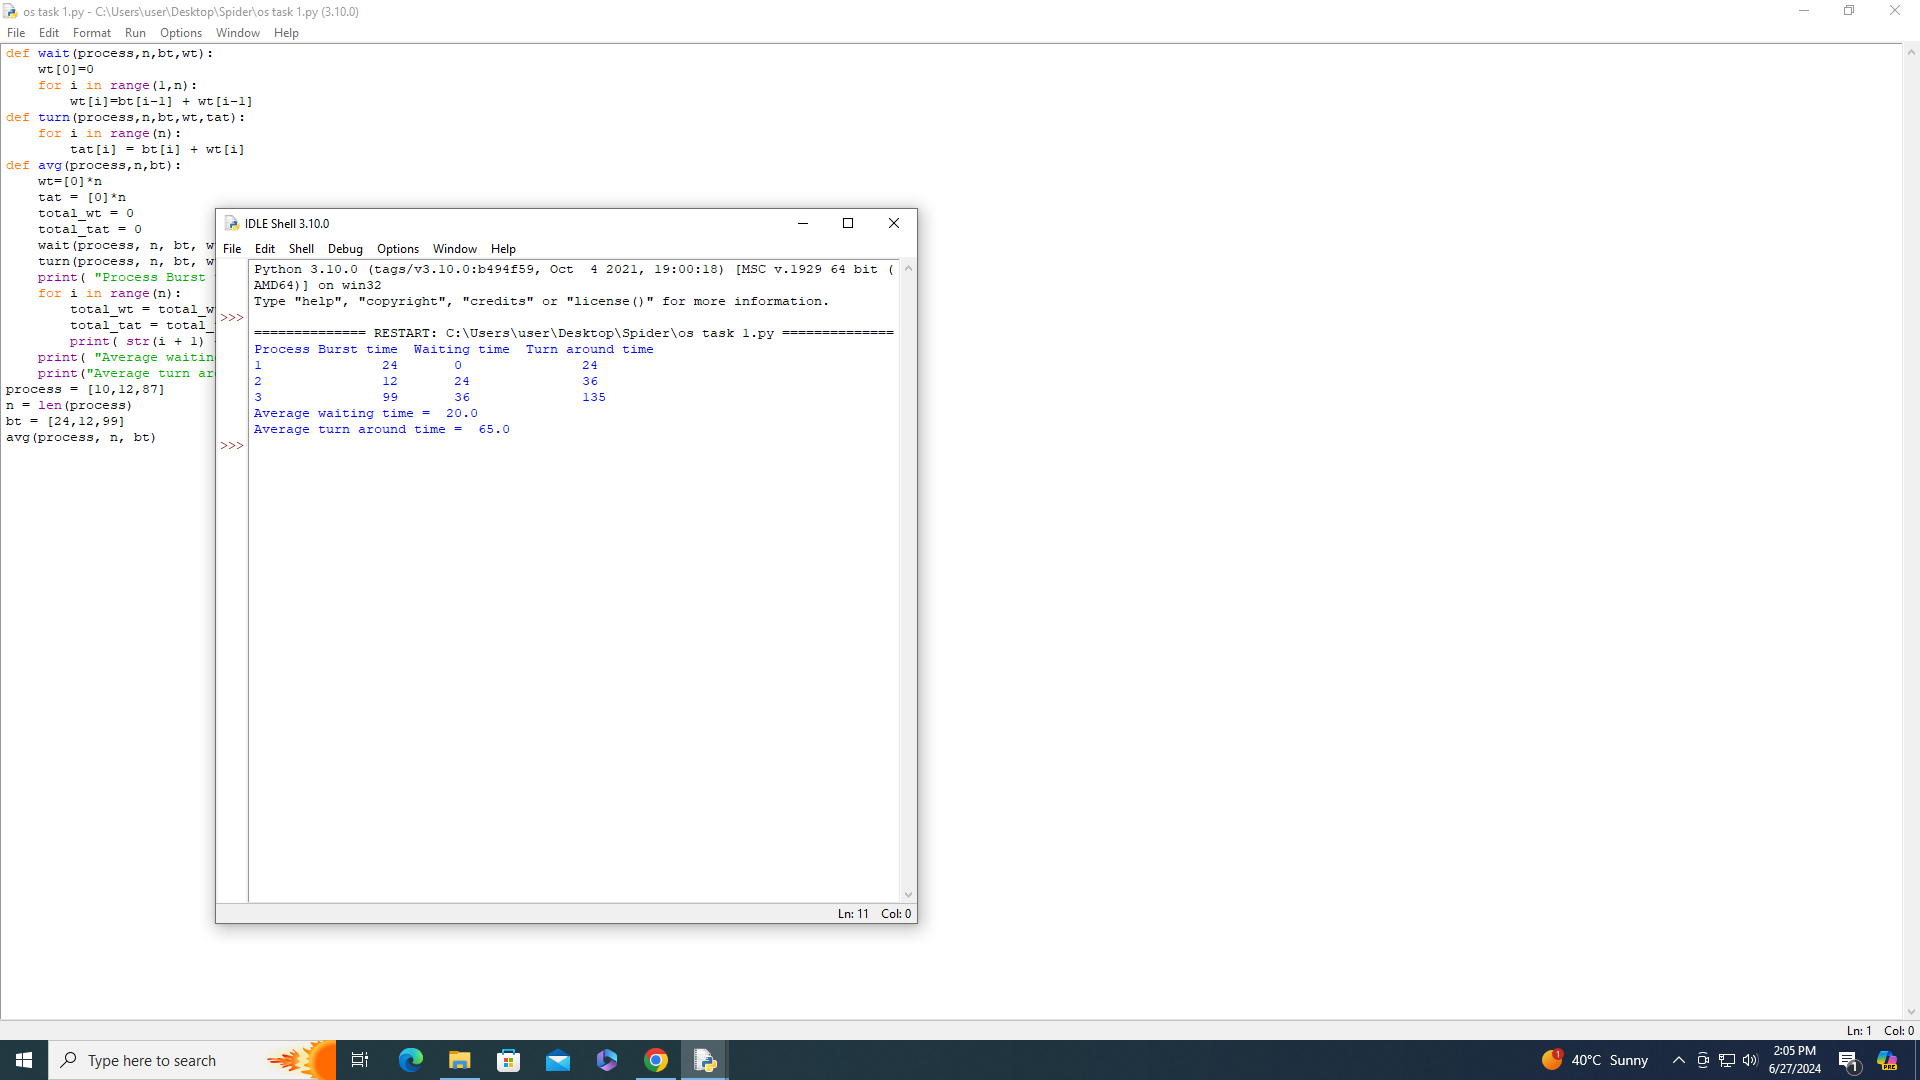 os task 1.py - C:\Users\user\Desktop\Spider\os task 1.py (3.10.0)
File Edit Format Run Options Window Help
def wait(process,n,bt,wt):
    wt[0]=0
    for i in range(1,n):
        wt[i]=bt[i-1] + wt[i-1]
def turn(process,n,bt,wt,tat):
    for i in range(n):
        tat[i] = bt[i] + wt[i]
def avg(process,n,bt):
    wt=[0]*n
    tat = [0]*n
    total_wt = 0
    total_tat = 0
    wait(process, n, bt, w
    turn(process, n, bt, w
    print( "Process Burst
    for i in range(n):
        total_wt = total_w
        total_tat = total_
        print( str(i + 1)
    print( "Average waitin
    print("Average turn ar
process = [10,12,87]
n = len(process)
bt = [24,12,99]
avg(process, n, bt)
IDLE Shell 3.10.0
File Edit Shell Debug Options Window Help
Python 3.10.0 (tags/v3.10.0:b494f59, Oct  4 2021, 19:00:18) [MSC v.1929 64 bit (
AMD64)] on win32
Type "help", "copyright", "credits" or "license()" for more information.
>>>
============== RESTART: C:\Users\user\Desktop\Spider\os task 1.py ==============
Process Burst time  Waiting time  Turn around time
1               24       0               24
2               12       24              36
3               99       36              135
Average waiting time =  20.0
Average turn around time =  65.0
>>>
Ln: 11 Col: 0
Ln: 1 Col: 0
Type here to search
1
40°C Sunny
2:05 PM
6/27/2024
1
PRE